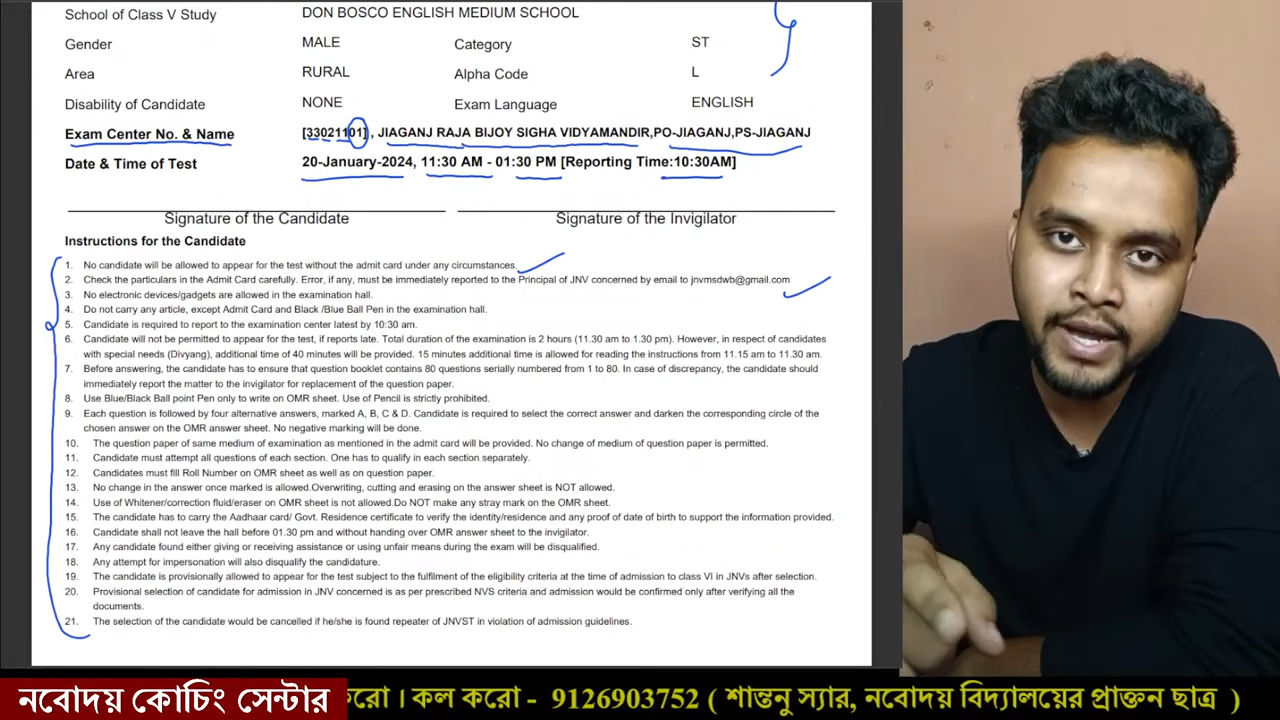 School of Class V Study DON BOSCO ENGLISH MEDIUM SCHOOL
Gender MALE Category ST
Area RURAL Alpha Code L
Disability of Candidate NONE Exam Language ENGLISH
Exam Center No. & Name [33021101] , JIAGANJ RAJA BIJOY SIGHA VIDYAMANDIR,PO-JIAGANJ,PS-JIAGANJ
Date & Time of Test 20-January-2024, 11:30 AM - 01:30 PM [Reporting Time:10:30AM]
Signature of the Candidate Signature of the Invigilator
Instructions for the Candidate
1. No candidate will be allowed to appear for the test without the admit card under any circumstances.
2. Check the particulars in the Admit Card carefully. Error, if any, must be immediately reported to the Principal of JNV concerned by email to jnvmsdwb@gmail.com
3. No electronic devices/gadgets are allowed in the examination hall.
4. Do not carry any article, except Admit Card and Black /Blue Ball Pen in the examination hall.
5. Candidate is required to report to the examination center latest by 10:30 am.
6. Candidate will not be permitted to appear for the test, if reports late. Total duration of the examination is 2 hours (11.30 am to 1.30 pm). However, in respect of candidates
with special needs (Divyang), additional time of 40 minutes will be provided. 15 minutes additional time is allowed for reading the instructions from 11.15 am to 11.30 am.
7. Before answering, the candidate has to ensure that question booklet contains 80 questions serially numbered from 1 to 80. In case of discrepancy, the candidate should
immediately report the matter to the invigilator for replacement of the question paper.
8. Use Blue/Black Ball point Pen only to write on OMR sheet. Use of Pencil is strictly prohibited.
9. Each question is followed by four alternative answers, marked A, B, C & D. Candidate is required to select the correct answer and darken the corresponding circle of the
chosen answer on the OMR answer sheet. No negative marking will be done.
10. The question paper of same medium of examination as mentioned in the admit card will be provided. No change of medium of question paper is permitted.
11. Candidate must attempt all questions of each section. One has to qualify in each section separately.
12. Candidates must fill Roll Number on OMR sheet as well as on question paper.
13. No change in the answer once marked is allowed.Overwriting, cutting and erasing on the answer sheet is NOT allowed.
14. Use of Whitener/correction fluid/eraser on OMR sheet is not allowed.Do NOT make any stray mark on the OMR sheet.
15. The candidate has to carry the Aadhaar card/ Govt. Residence certificate to verify the identity/residence and any proof of date of birth to support the information provided.
16. Candidate shall not leave the hall before 01.30 pm and without handing over OMR answer sheet to the invigilator.
17. Any candidate found either giving or receiving assistance or using unfair means during the exam will be disqualified.
18. Any attempt for impersonation will also disqualify the candidature.
19. The candidate is provisionally allowed to appear for the test subject to the fulfilment of the eligibility criteria at the time of admission to class VI in JNVs after selection.
20. Provisional selection of candidate for admission in JNV concerned is as per prescribed NVS criteria and admission would be confirmed only after verifying all the
documents.
21. The selection of the candidate would be cancelled if he/she is found repeater of JNVST in violation of admission guidelines.
নবোদয় কোচিং সেন্টার করো । কল করো - 9126903752 ( শান্তনু স্যার, নবোদয় বিদ্যালয়ের প্রাক্তন ছাত্র )